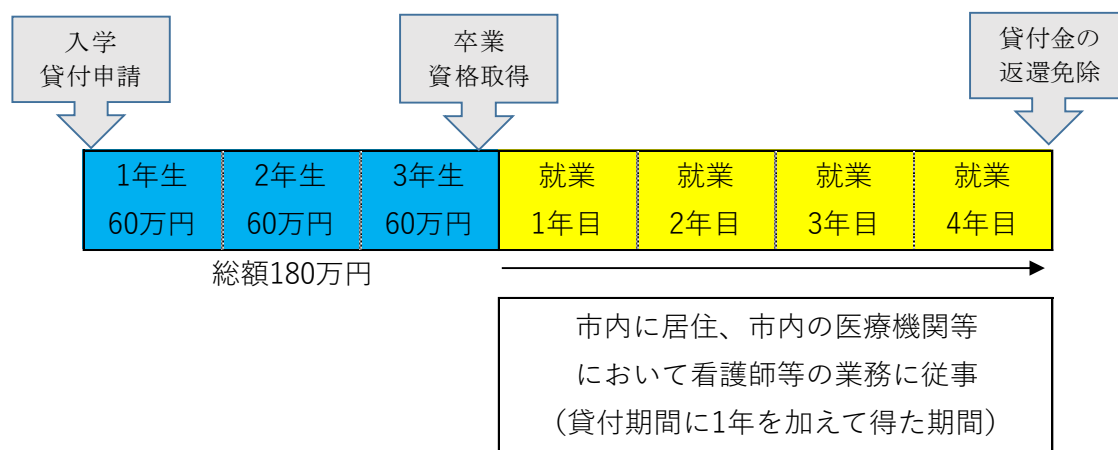 入学
貸付申請
卒業
資格取得
貸付金の
返還免除
1年生
60万円
2年生
60万円
3年生
60万円
就業
1年目
就業
2年目
就業
3年目
就業
4年目
総額180万円
市内に居住、市内の医療機関等
において看護師等の業務に従事
(貸付期間に1年を加えて得た期間)